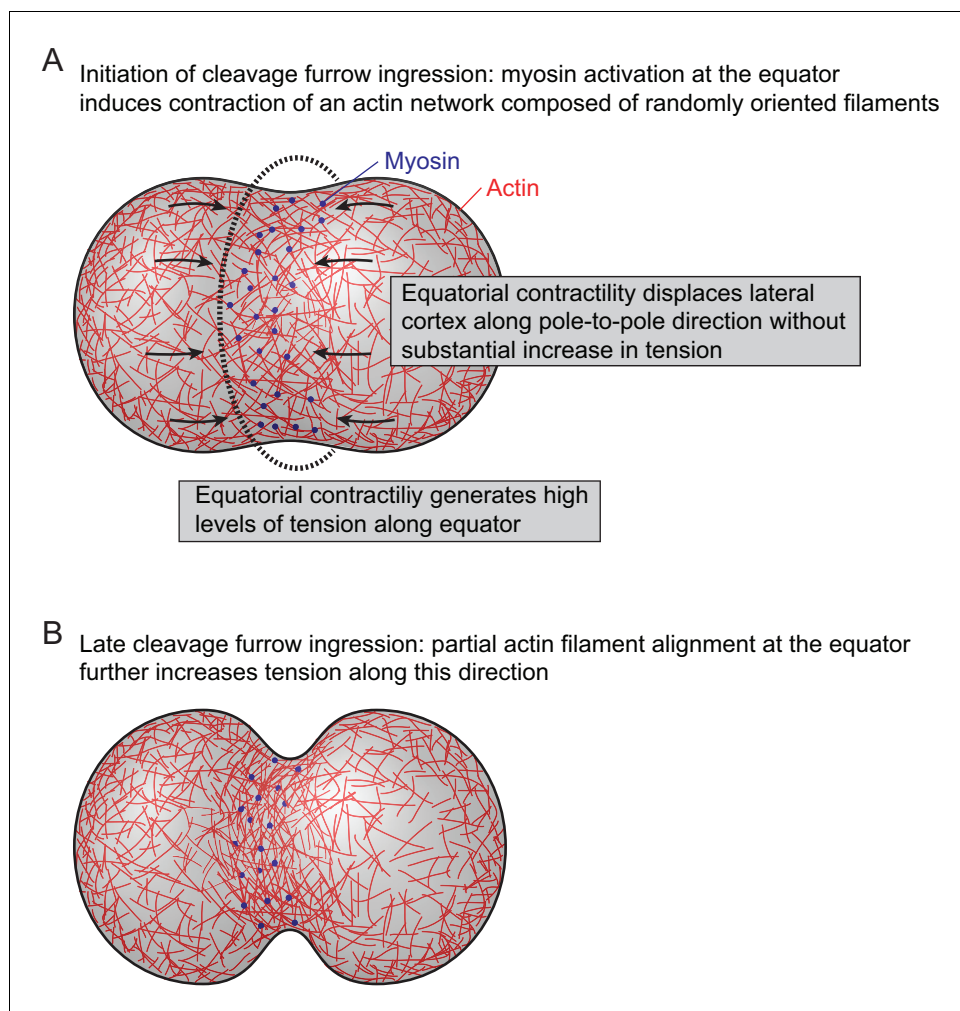 A
Initiation of cleavage furrow ingression: myosin activation at the equator
induces contraction of an actin network composed of randomly oriented filaments
Myosin
Actin
Equatorial contractility displaces lateral
cortex along pole-to-pole direction without
substantial increase in tension
Equatorial contractiliy generates high
levels of tension along equator
B
Late cleavage furrow ingression: partial actin filament alignment at the equator
further increases tension along this direction